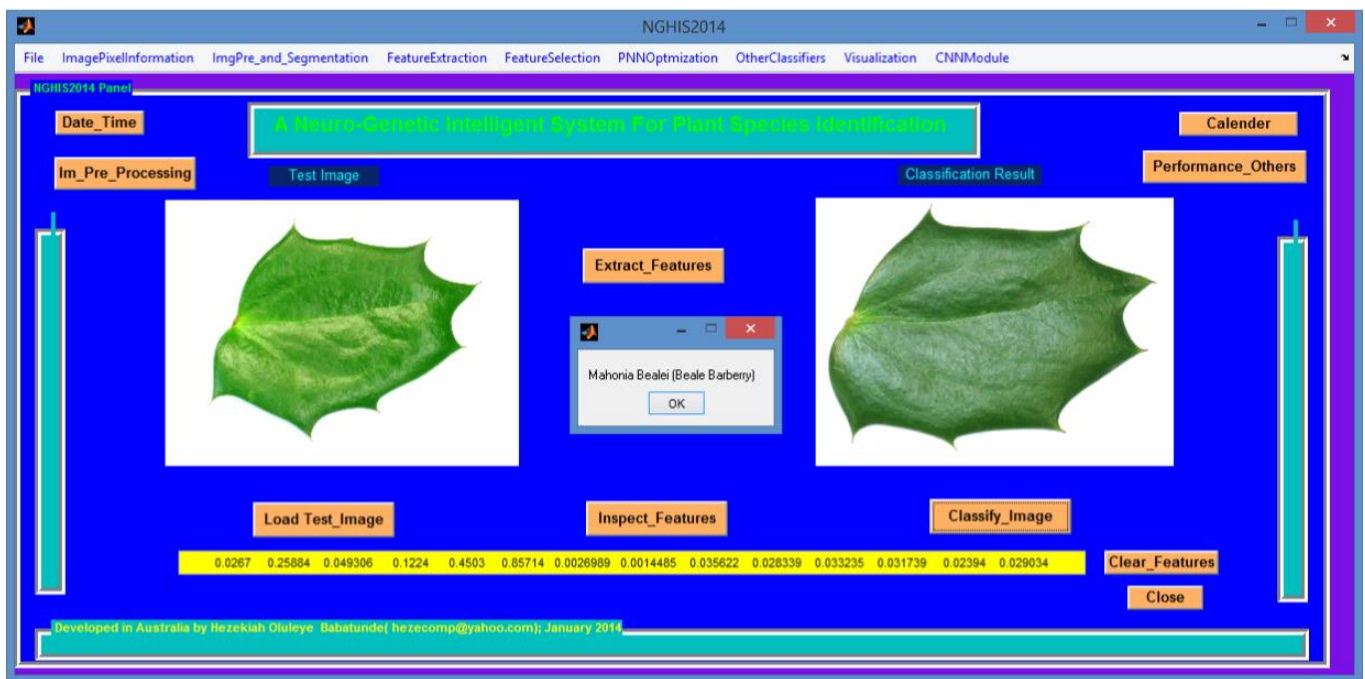 NGHIS2014
File ImagePixelInformation ImgPre_and_Segmentation FeatureExtraction FeatureSelection PNNOptmization OtherClassifiers Visualization CNNModule
NGHIS2014 Panel
Date_Time
A Neuro-Genetic Intelligent System For Plant Species Identification
Calender
Im_Pre_Processing
Test Image
Classification Result
Performance_Others
Extract_Features
Mahonia Bealei (Beale Barberry)
OK
Load Test_Image
Inspect_Features
Classify_Image
0.0267 0.25884 0.049306 0.1224 0.4503 0.85714 0.0026989 0.0014485 0.035622 0.028339 0.033235 0.031739 0.02394 0.029034
Clear_Features
Close
Developed in Australia by Hezekiah Oluleye Babatunde( hezecomp@yahoo.com); January 2014